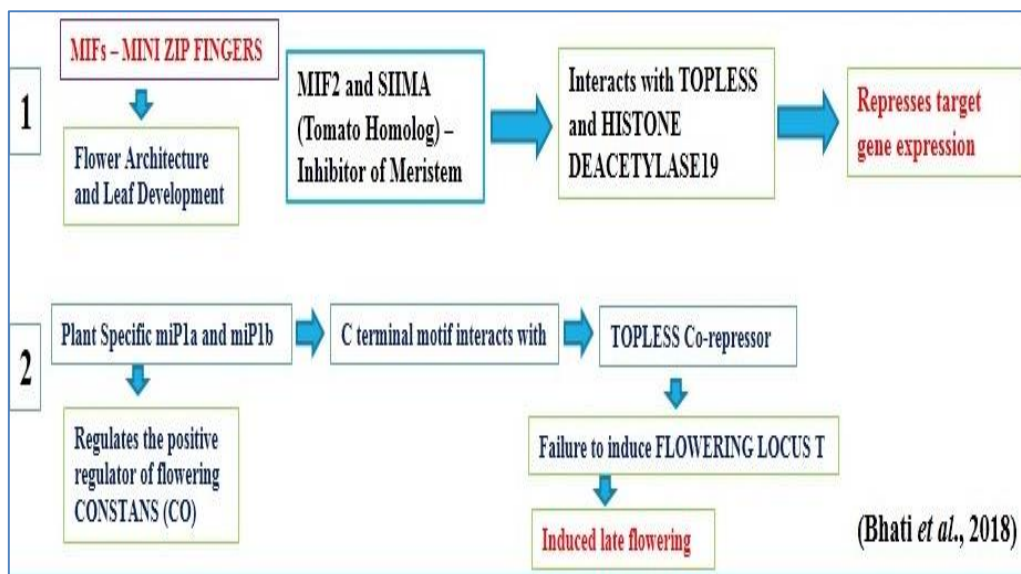 1
MIFs – MINI ZIP FINGERS
Flower Architecture
and Leaf Development
MIF2 and SIIMA
(Tomato Homolog) –
Inhibitor of Meristem
Interacts with TOPLESS
and HISTONE
DEACETYLASE19
Represses target
gene expression
2
Plant Specific miP1a and miP1b
C terminal motif interacts with
TOPLESS Co-repressor
Regulates the positive
regulator of flowering
CONSTANS (CO)
Failure to induce FLOWERING LOCUS T
Induced late flowering
(Bhati et al., 2018)